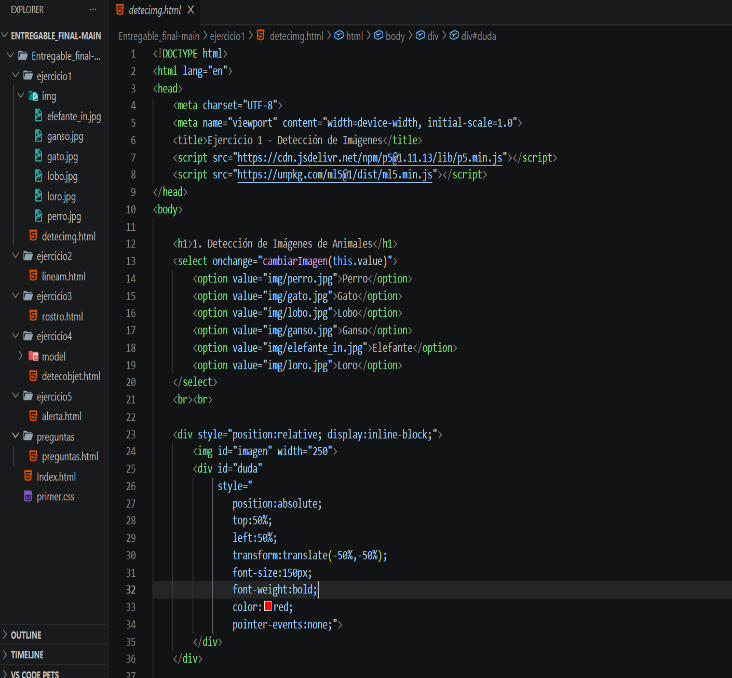 EXPLORER
...
ENTREGABLE_FINAL-MAIN
Entregable_final-...
ejercicio1
img
elefante_in.jpg
ganso.jpg
gato.jpg
lobo.jpg
loro.jpg
perro.jpg
detecimg.html
ejercicio2
lineam.html
ejercicio3
rostro.html
ejercicio4
model
detecobjet.html
ejercicio5
alerta.html
preguntas
preguntas.html
Index.html
primer.css
OUTLINE
TIMELINE
VS CODE PETS
detecimg.html X
Entregable_final-main > ejercicio1 > detecimg.html > html > body > div > div#duda
1 <!DOCTYPE html>
2 <html lang="en">
3 <head>
4 <meta charset="UTF-8">
5 <meta name="viewport" content="width=device-width, initial-scale=1.0">
6 <title>Ejercicio 1 - Detección de Imágenes</title>
7 <script src="https://cdn.jsdelivr.net/npm/p5@1.11.13/lib/p5.min.js"></script>
8 <script src="https://unpkg.com/ml5@1/dist/ml5.min.js"></script>
9 </head>
10 <body>
11
12 <h1>1. Detección de Imágenes de Animales</h1>
13 <select onchange="cambiarImagen(this.value)">
14 <option value="img/perro.jpg">Perro</option>
15 <option value="img/gato.jpg">Gato</option>
16 <option value="img/lobo.jpg">Lobo</option>
17 <option value="img/ganso.jpg">Ganso</option>
18 <option value="img/elefante_in.jpg">Elefante</option>
19 <option value="img/loro.jpg">Loro</option>
20 </select>
21 <br><br>
22
23 <div style="position:relative; display:inline-block;">
24 <img id="imagen" width="250">
25 <div id="duda"
26 style="
27 position:absolute;
28 top:50%;
29 left:50%;
30 transform:translate(-50%,-50%);
31 font-size:150px;
32 font-weight:bold;
33 color:red;
34 pointer-events:none;">
35 </div>
36 </div>
37